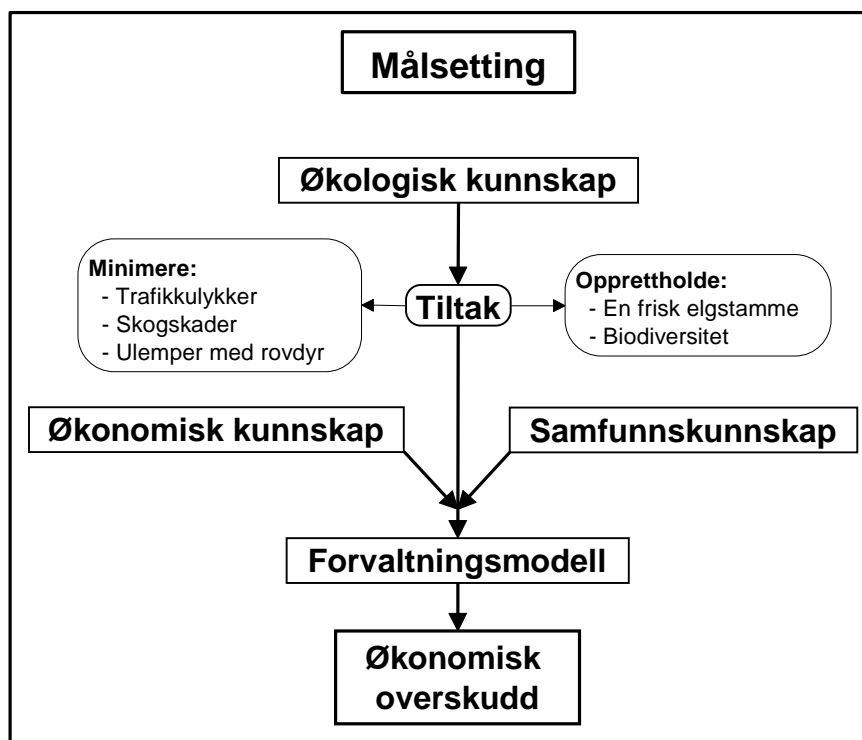 Målsetting
Økologisk kunnskap
Minimere:
- Trafikkulykker
- Skogskader
- Ulemper med rovdyr
Tiltak
Opprettholde:
- En frisk elgstamme
- Biodiversitet
Økonomisk kunnskap
Samfunnskunnskap
Forvaltningsmodell
Økonomisk
overskudd